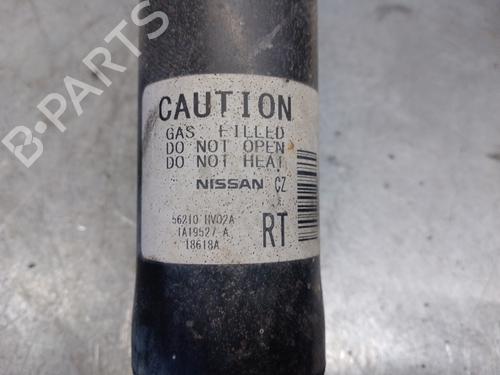 CAUTION
GAS FILLED
DO NOT OPEN
DO NOT HEAT
NISSAN CZ
56210 HV02A
1A19527 A
18618A
RT
B-PARTS